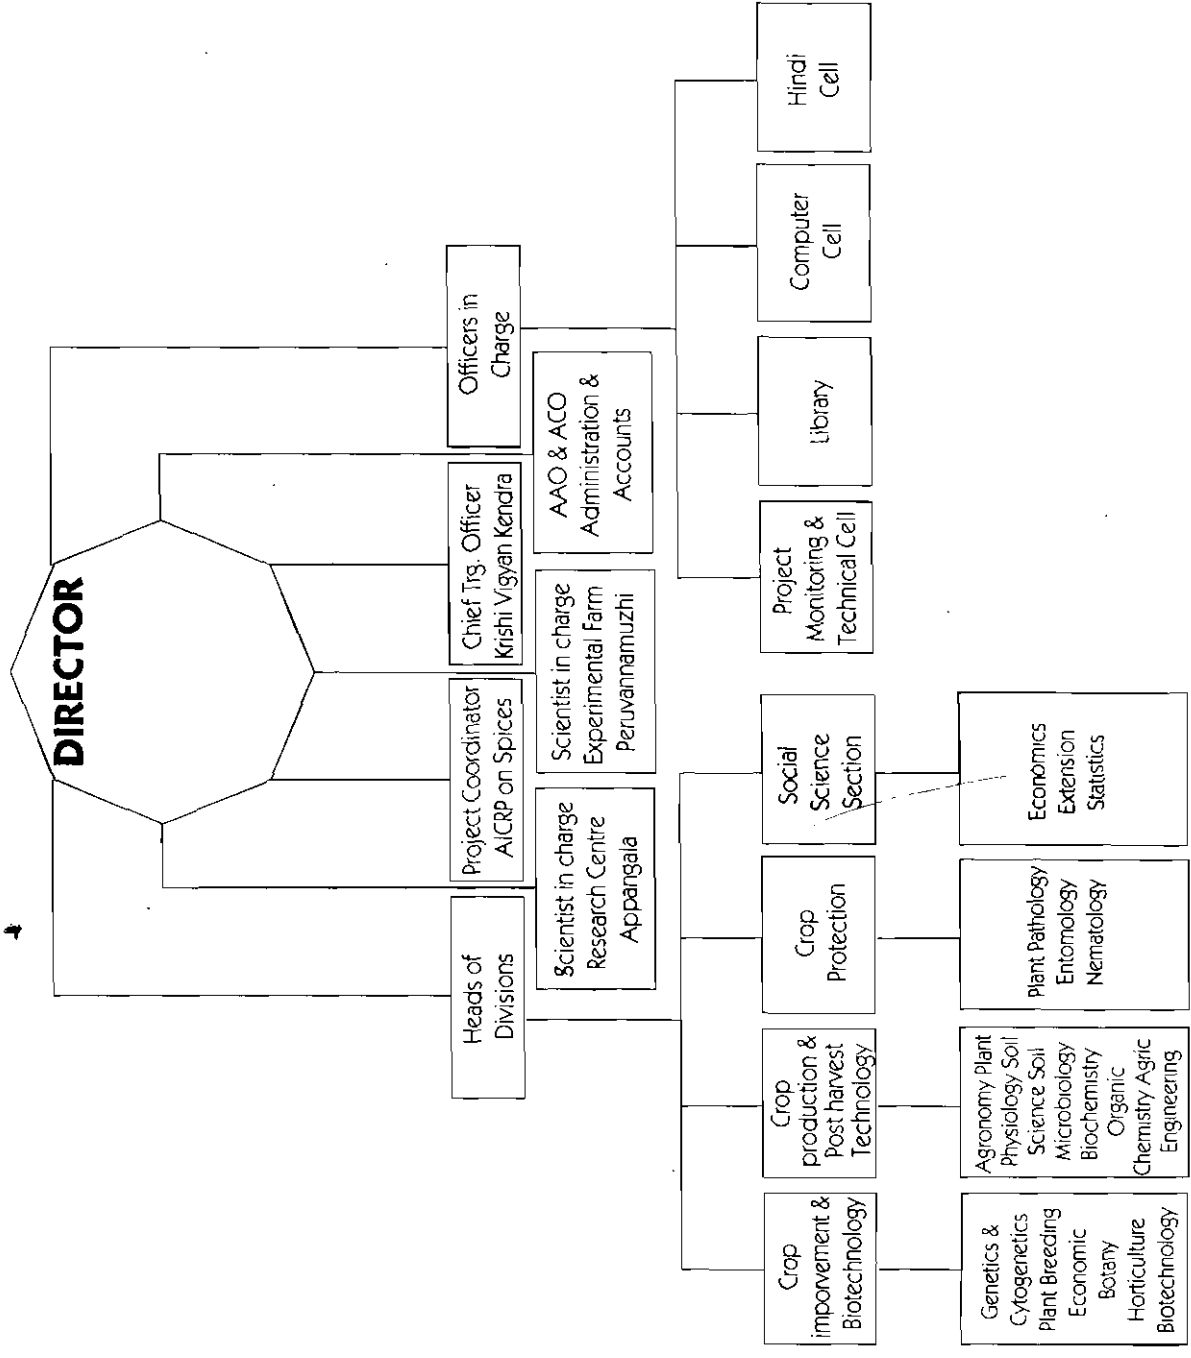 DIRECTOR
Heads of
Divisions
Project Coordinator
AICRP on Spices
Chief Trg. Officer
Krishi Vigyan Kendra
Officers in
Charge
Scientist in charge
Research Centre
Appangala
Scientist in charge
Experimental Farm
Peruvannamuzhi
AAO & ACO
Administration &
Accounts
Crop
imporvement &
Biotechnology
Crop
production &
Post harvest
Technology
Crop
Protection
Social
Science
Section
Project
Monitoring &
Technical Cell
Library
Computer
Cell
Hindi
Cell
Genetics &
Cytogenetics
Plant Breeding
Economic
Botany
Horticulture
Biotechnology
Agronomy Plant
Physiology Soil
Science Soil
Microbiology
Biochemistry
Organic
Chemistry Agric
Engineering
Plant Pathology
Entomology
Nematology
Economics
Extension
Statistics